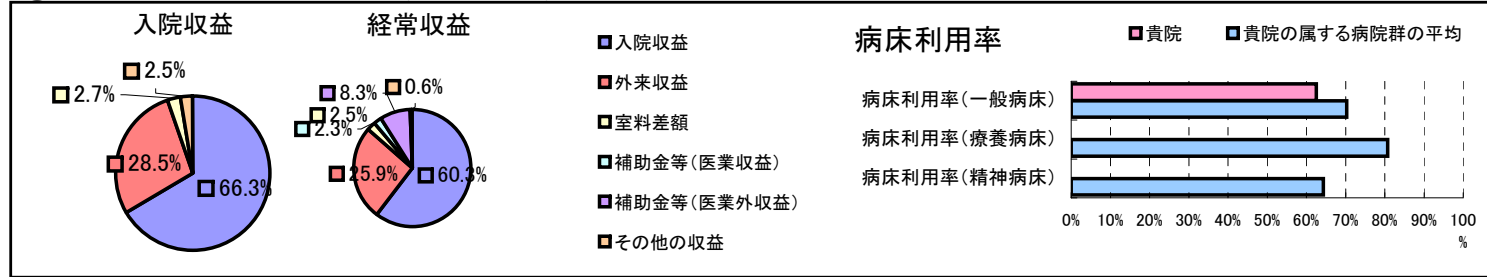 入院収益
2.5%
2.7%
28.5%
66.3%
経常収益
8.3%
0.6%
2.5%
2.3%
25.9%
60.3%
入院収益
外来収益
室料差額
補助金等(医業収益)
補助金等(医業外収益)
その他の収益
病床利用率
貴院
貴院の属する病院群の平均
病床利用率(一般病床)
病床利用率(療養病床)
病床利用率(精神病床)
0% 10% 20% 30% 40% 50% 60% 70% 80% 90% 100
%